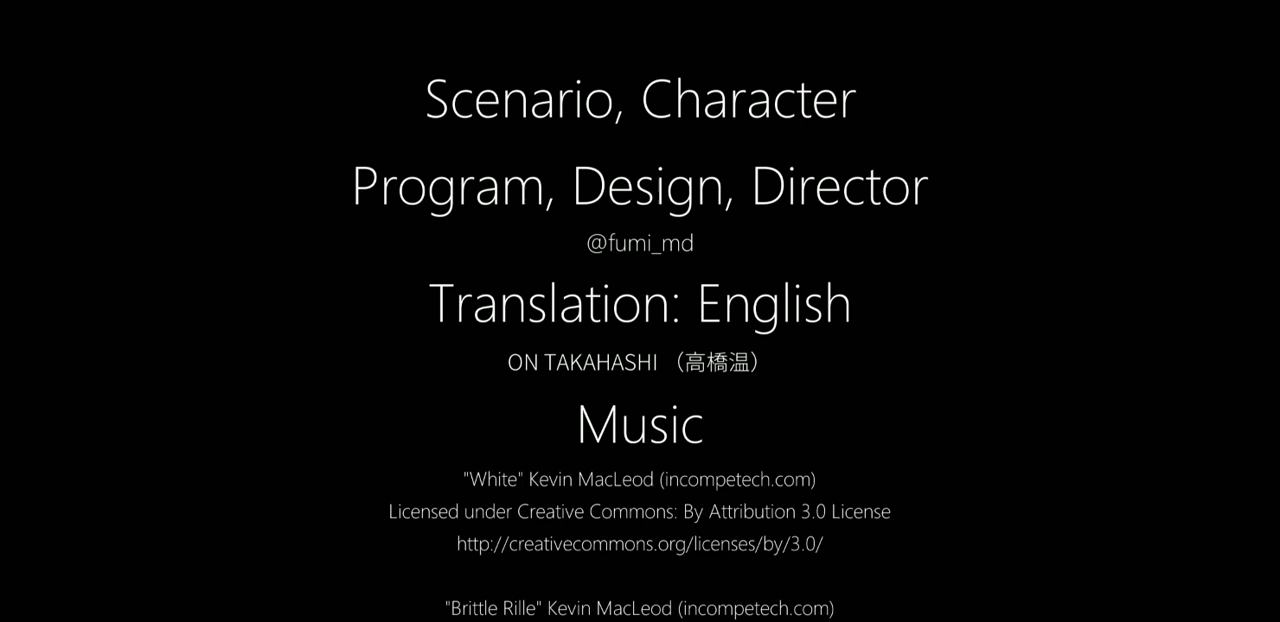 Scenario, Character
Program, Design, Director
@fumi_md
Translation: English
ON TAKAHASHI （高橋温）
Music
"White" Kevin MacLeod (incompetech.com)
Licensed under Creative Commons: By Attribution 3.0 License
http://creativecommons.org/licenses/by/3.0/
"Brittle Rille" Kevin MacLeod (incompetech.com)